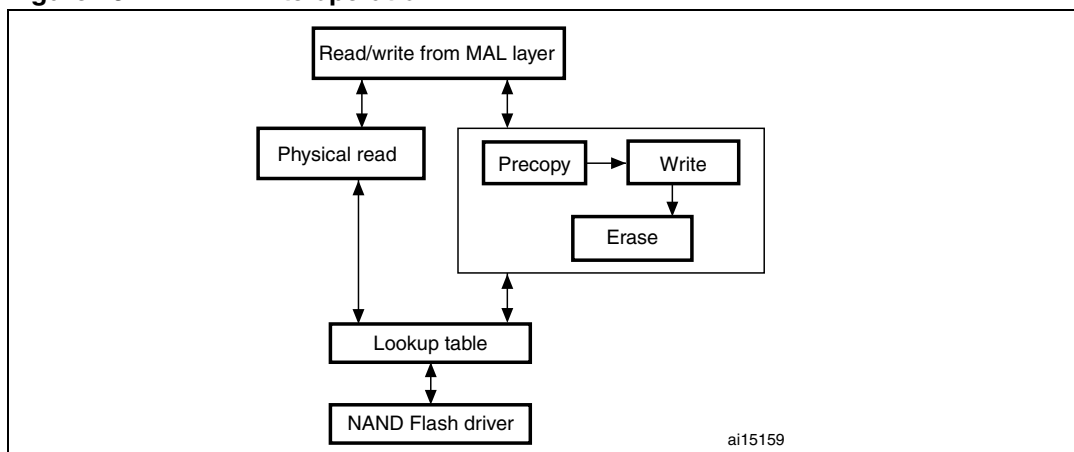 Read/write from MAL layer
Physical read
Precopy
Write
Erase
Lookup table
NAND Flash driver
ai15159